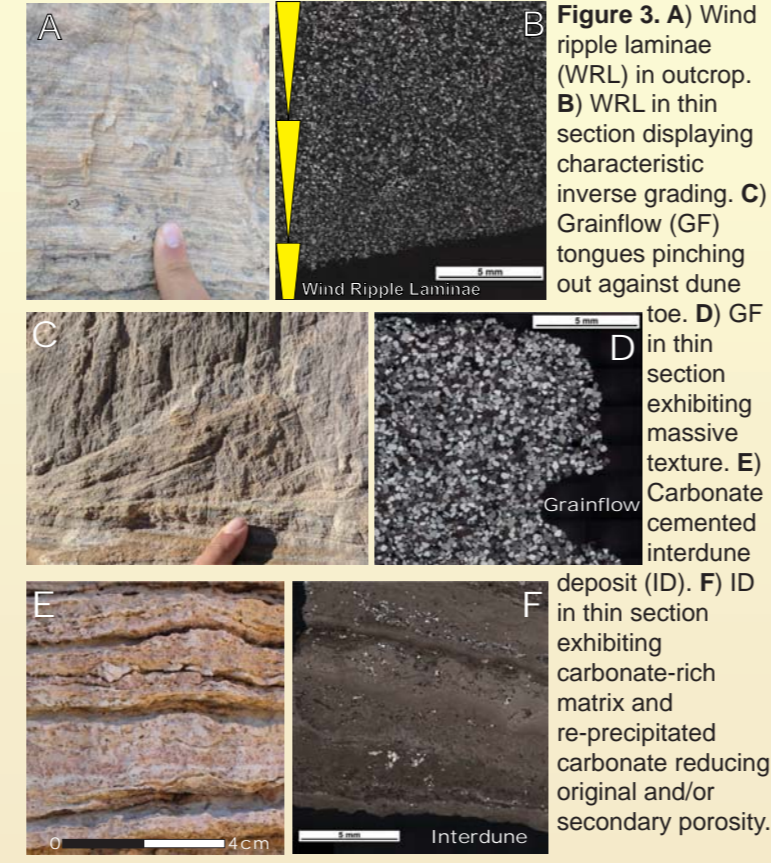 A
B
5 mm
Wind Ripple Laminae
C
5 mm
D
Grainflow
E
0 4cm
F
5 mm
Interdune
Figure 3. A) Wind
ripple laminae
(WRL) in outcrop.
B) WRL in thin
section displaying
characteristic
inverse grading. C)
Grainflow (GF)
tongues pinching
out against dune
toe. D) GF
in thin
section
exhibiting
massive
texture. E)
Carbonate
cemented
interdune
deposit (ID). F) ID
in thin section
exhibiting
carbonate-rich
matrix and
re-precipitated
carbonate reducing
original and/or
secondary porosity.